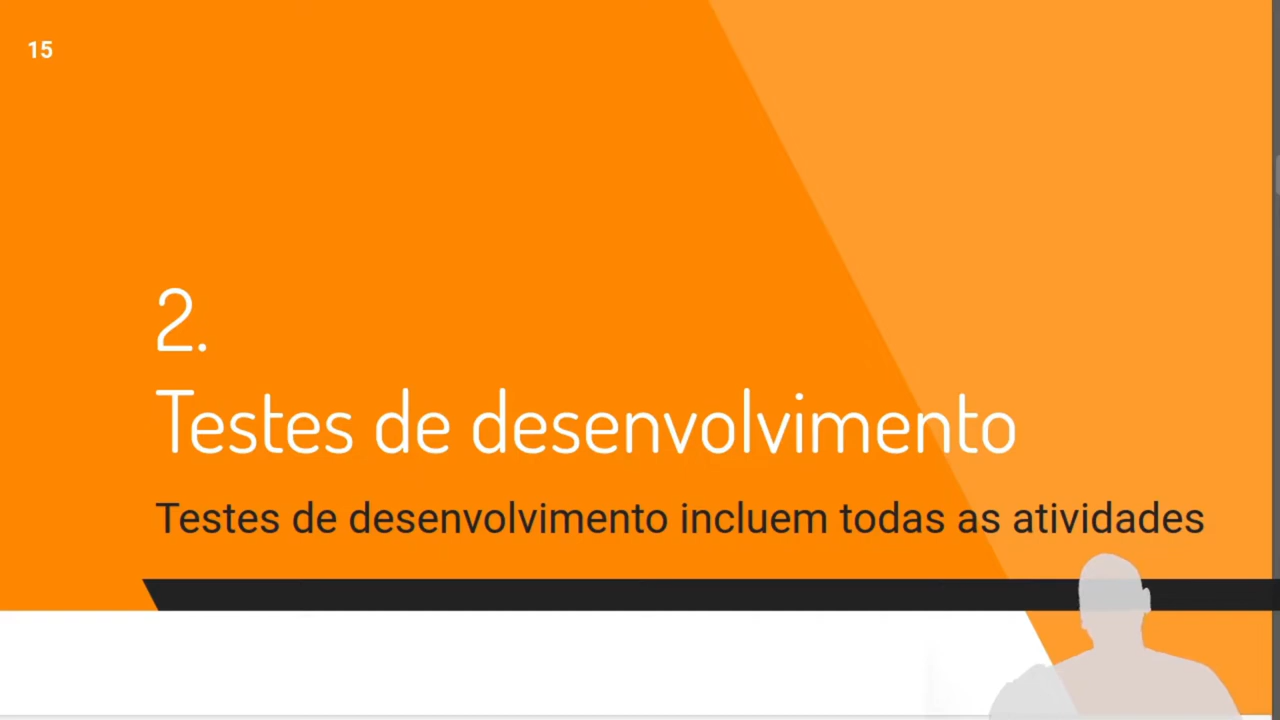 15
2.
Testes de desenvolvimento
Testes de desenvolvimento incluem todas as atividades